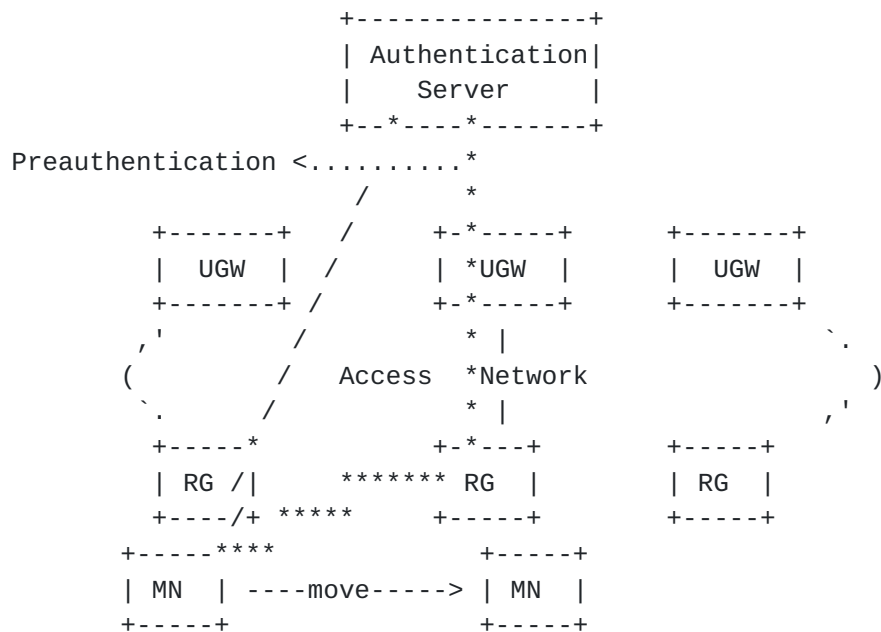 Authentication
Server
Preauthentication
UGW UGW UGW
Access Network
RG RG RG
MN move MN